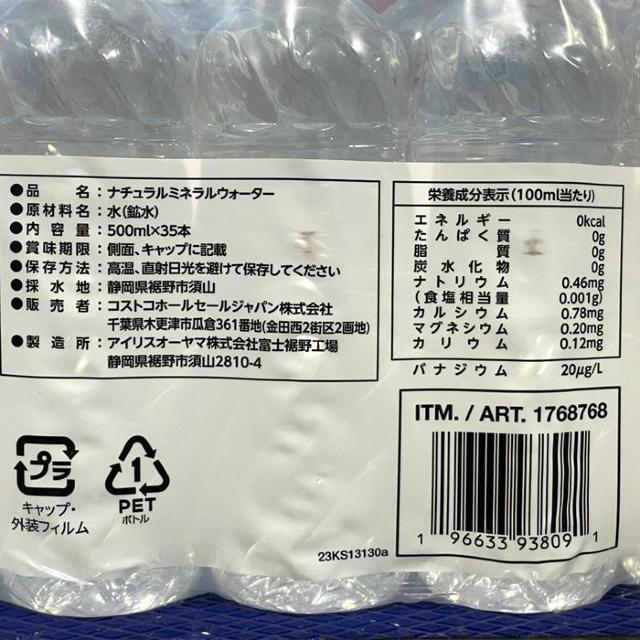 ●品名：ナチュラルミネラルウォーター
●原材料名：水（鉱水）
●内容量：500ml×35本
●賞味期限：側面、キャップに記載
●保存方法：高温、直射日光を避けて保存してください
●採水地：静岡県裾野市須山
●販売者：コストコホールセールジャパン株式会社
千葉県木更津市瓜倉361番地（金田西2街区2画地）
●製造所：アイリスオーヤマ株式会社富士裾野工場
静岡県裾野市須山2810-4
栄養成分表示（100ml当たり）
エネルギー 0kcal
たんぱく質 0g
脂質 0g
炭水化物 0g
ナトリウム 0.46mg
（食塩相当量 0.001g）
カルシウム 0.78mg
マグネシウム 0.20mg
カリウム 0.12mg
バナジウム 20μg/L
ITM. / ART. 1768768
1 96633 93809 1
プラ
キャップ・
外装フィルム
1
PET
ボトル
23KS13130a